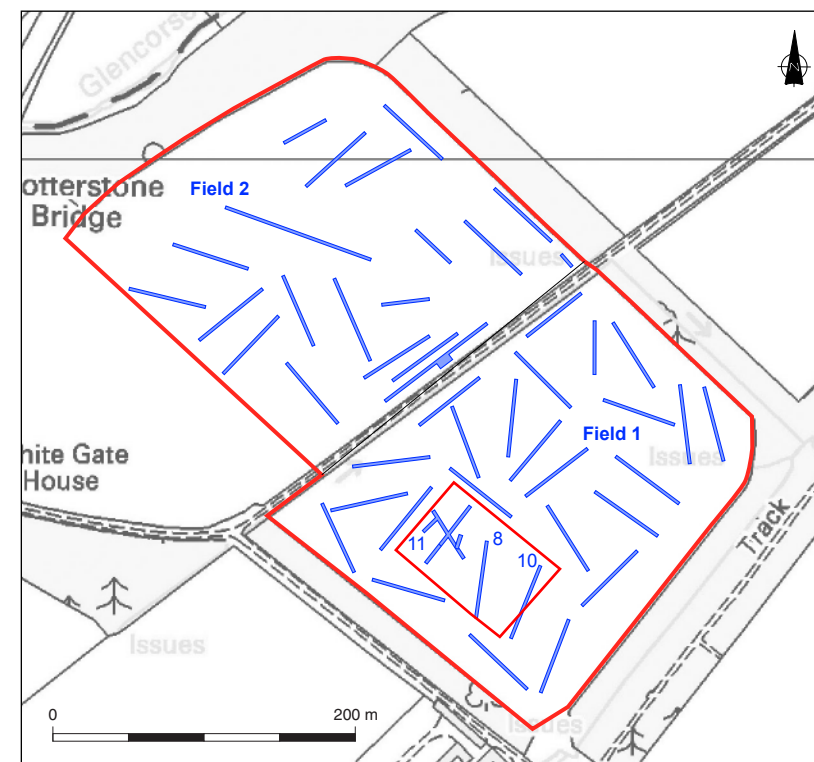 Glencorse
N
otterstone
Bridge
Field 2
Issues
Field 1
hite Gate
House
Issues
Track
11
8
10
Issues
Issues
0
200 m